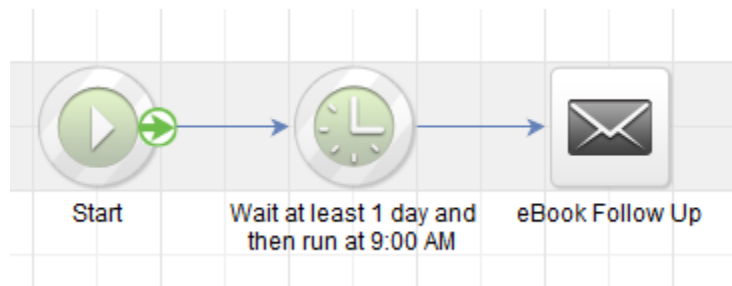 Start
Wait at least 1 day and
then run at 9:00 AM
eBook Follow Up